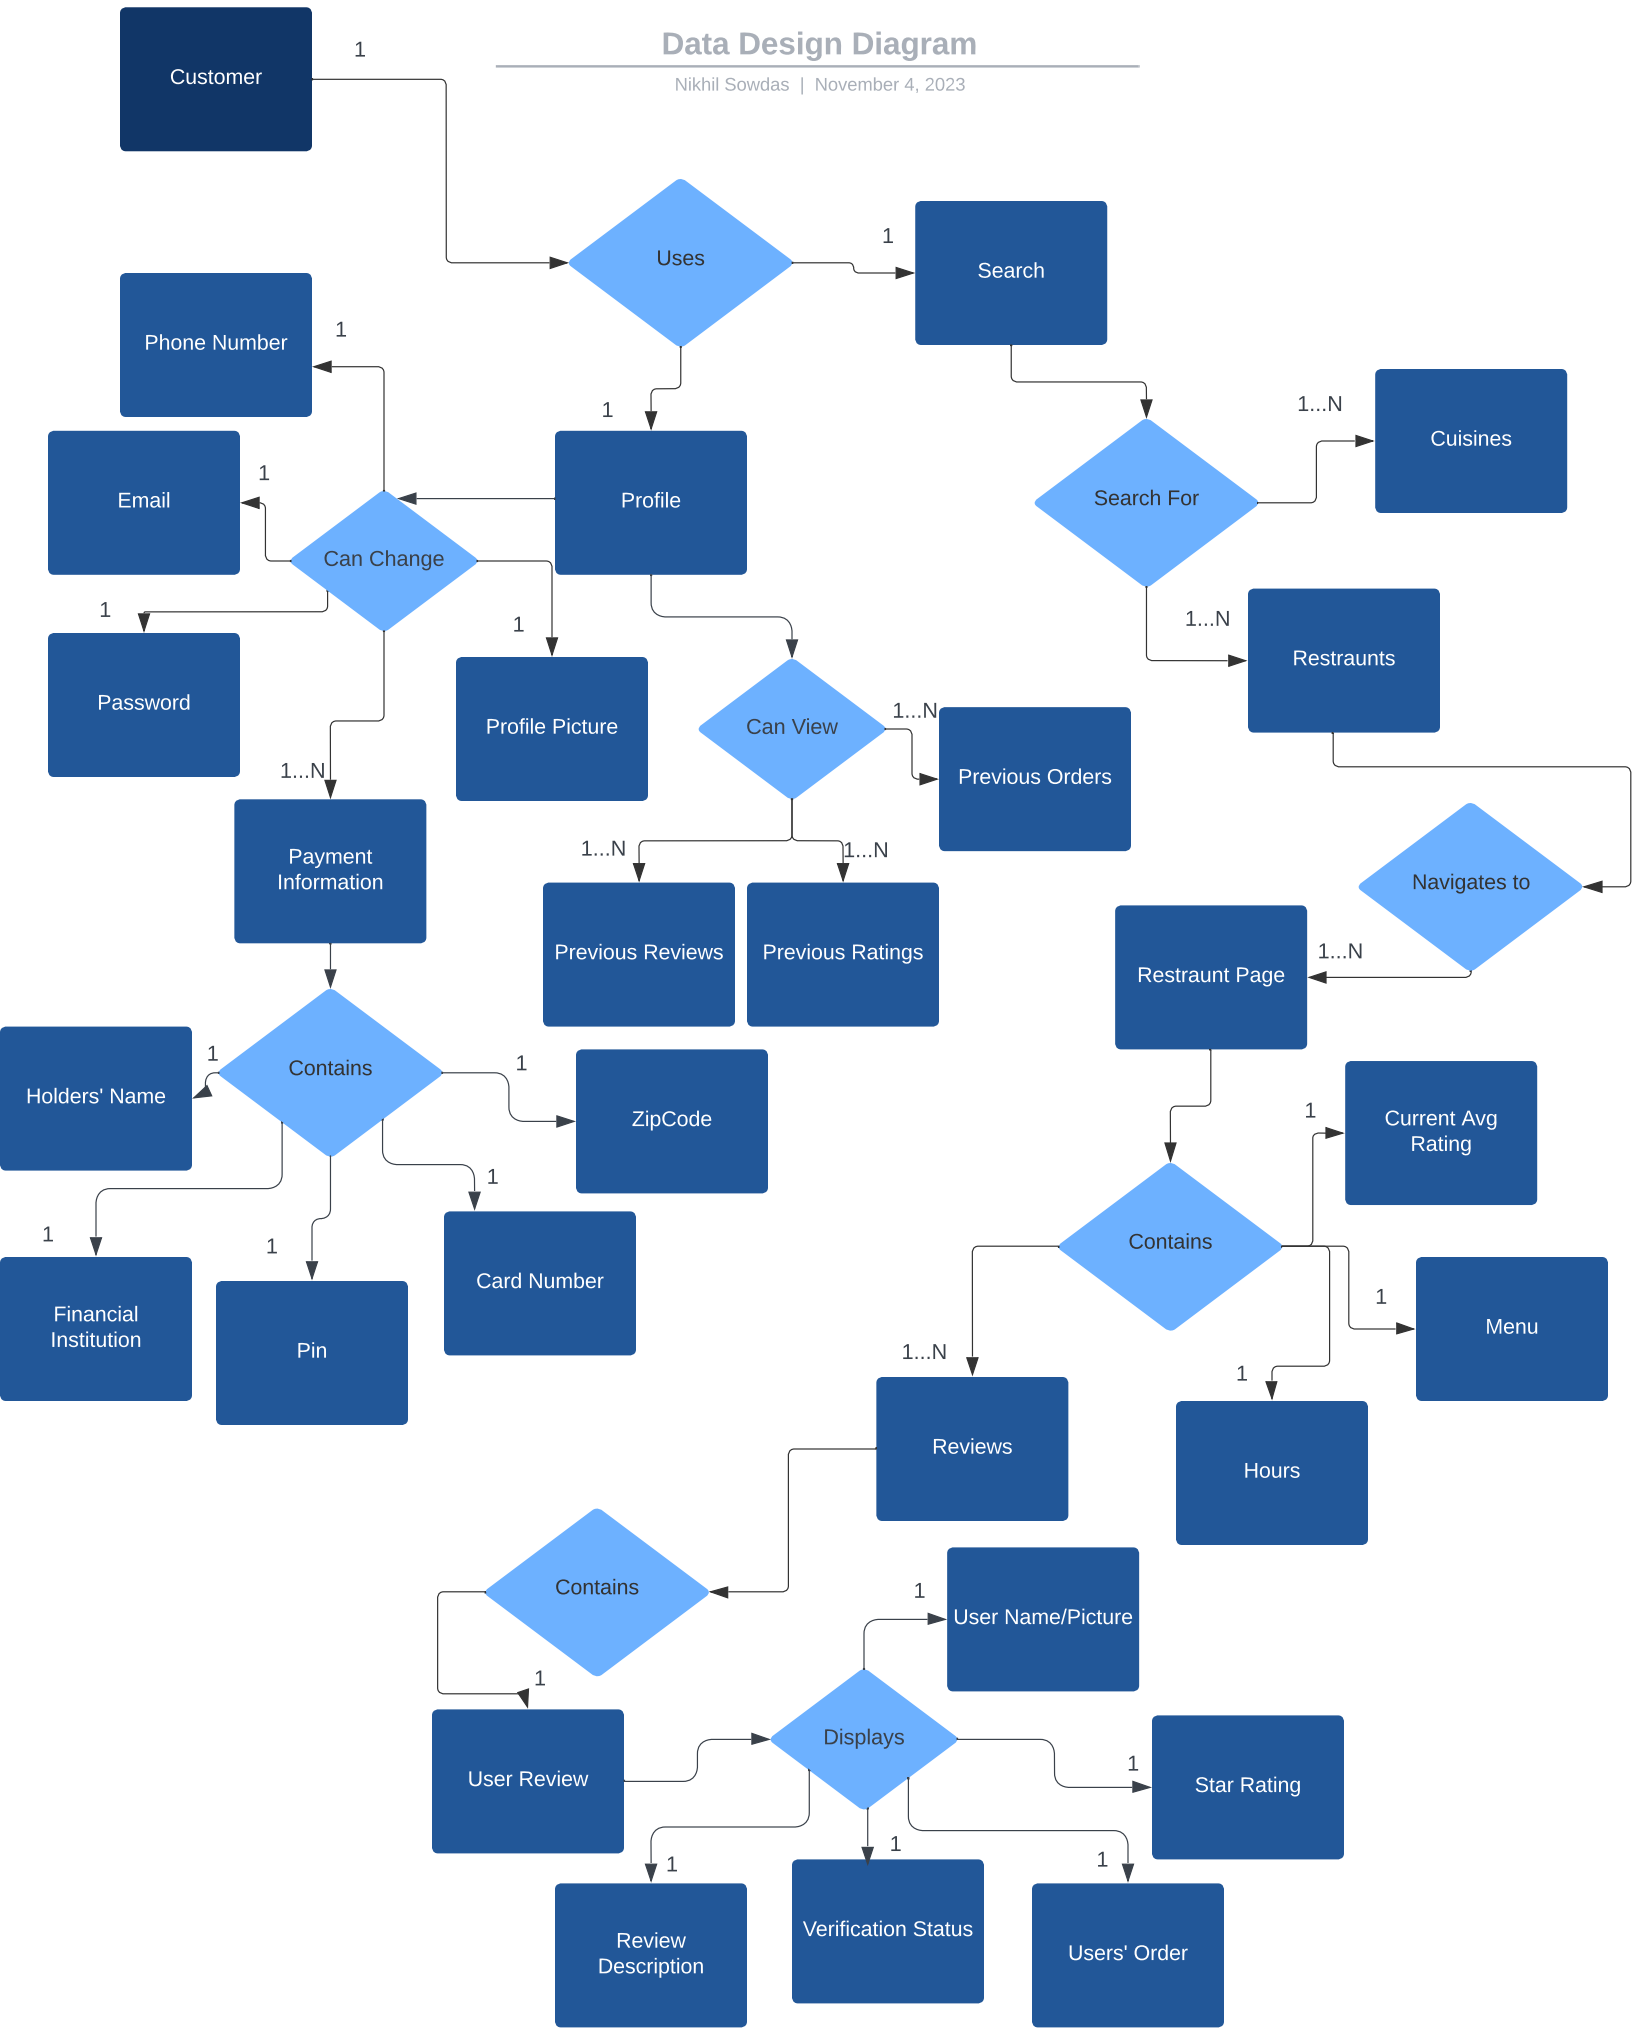 Data Design Diagram
Nikhil Sowdas | November 4, 2023
Customer
1
Uses
1
Search
Phone Number
1
1
Profile
Email
1
Can Change
1
Password
1
Profile Picture
Search For
1...N
Cuisines
1...N
Restraunts
Can View
1...N
Previous Orders
1...N
Payment
Information
1...N
Previous Reviews
1...N
Previous Ratings
Navigates to
1...N
Restraunt Page
Contains
1
Holders' Name
1
ZipCode
1
Card Number
1
Financial
Institution
1
Pin
Contains
1
Current Avg
Rating
1
Menu
1
Hours
1...N
Reviews
Contains
1
User Review
Displays
1
User Name/Picture
1
Star Rating
1
Review
Description
1
Verification Status
1
Users' Order